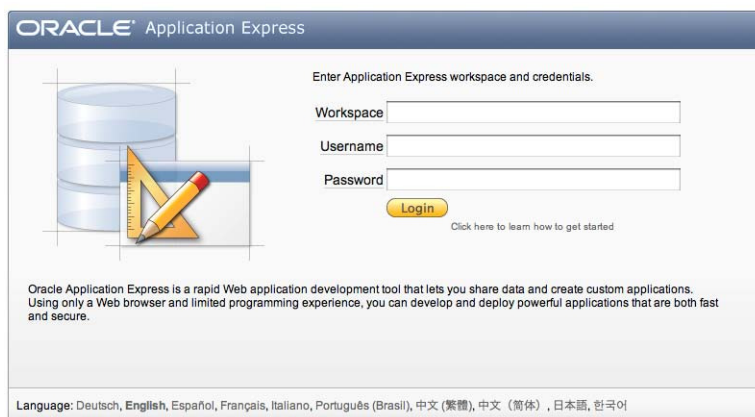 ORACLE Application Express
Enter Application Express workspace and credentials.
Workspace
Username
Password
Login
Click here to learn how to get started
Oracle Application Express is a rapid Web application development tool that lets you share data and create custom applications.
Using only a Web browser and limited programming experience, you can develop and deploy powerful applications that are both fast
and secure.
Language: Deutsch, English, Español, Français, Italiano, Português (Brasil), 中文 (繁體), 中文（简体）, 日本語, 한국어